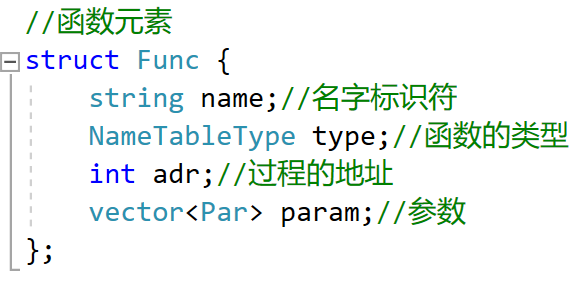 //函数元素
struct Func {
    string name;//名字标识符
    NameTableType type;//函数的类型
    int adr;//过程的地址
    vector<Par> param;//参数
};